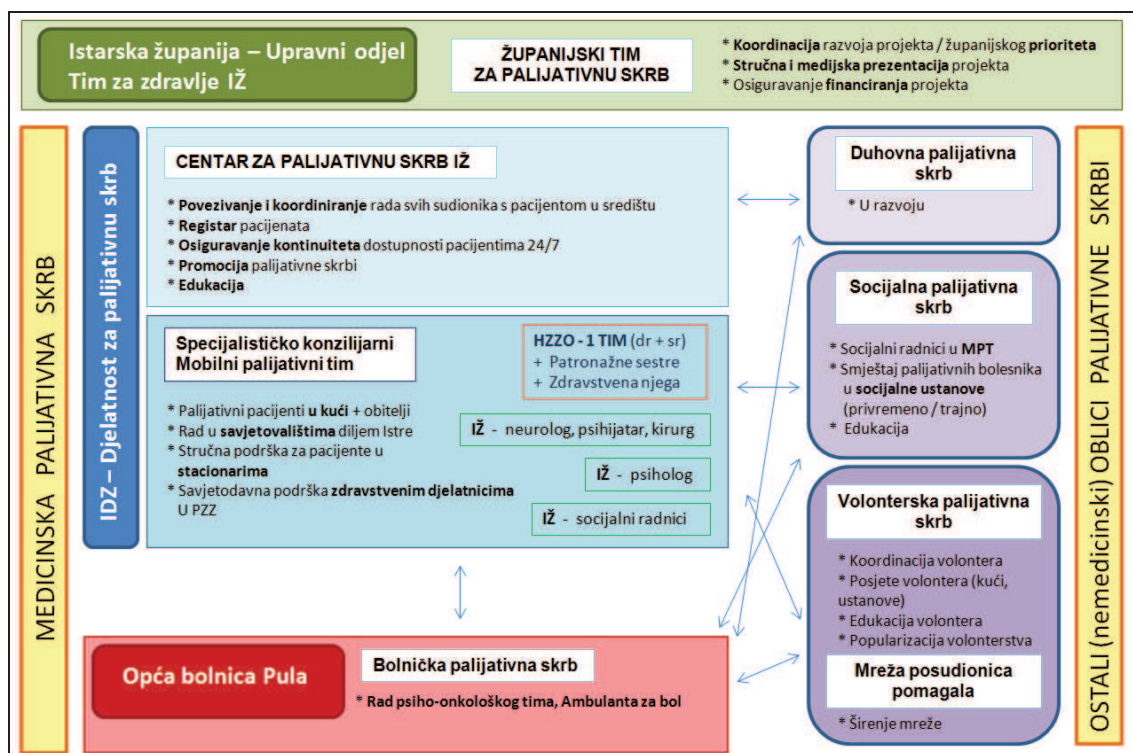 Istarska županija – Upravni odjel
Tim za zdravlje IŽ
ŽUPANIJSKI TIM
ZA PALIJATIVNU SKRB
* Koordinacija razvoja projekta / županijskog prioriteta
* Stručna i medijska prezentacija projekta
* Osiguravanje financiranja projekta
MEDICINSKA PALIJATIVNA SKRB
IDZ – Djelatnost za palijativnu skrb
CENTAR ZA PALIJATIVNU SKRB IŽ
* Povezivanje i koordiniranje rada svih sudionika s pacijentom u središtu
* Registar pacijenata
* Osiguravanje kontinuiteta dostupnosti pacijentima 24/7
* Promocija palijativne skrbi
* Edukacija
Specijalističko konzilijarni
Mobilni palijativni tim
* Palijativni pacijenti u kući + obitelji
* Rad u savjetovalištima diljem Istre
* Stručna podrška za pacijente u
stacionarima
* Savjetodavna podrška zdravstvenim djelatnicima
U PZZ
HZZO - 1 TIM (dr + sr)
+ Patronažne sestre
+ Zdravstvena njega
IŽ - neurolog, psihijatar, kirurg
IŽ - psiholog
IŽ - socijalni radnici
Opća bolnica Pula
Bolnička palijativna skrb
* Rad psiho-onkološkog tima, Ambulanta za bol
Duhovna palijativna
skrb
* U razvoju
Socijalna palijativna
skrb
* Socijalni radnici u MPT
* Smještaj palijativnih bolesnika
u socijalne ustanove
(privremeno / trajno)
* Edukacija
Volonterska palijativna
skrb
* Koordinacija volontera
* Posjete volontera (kući,
ustanove)
* Edukacija volontera
* Popularizacija volonterstva
Mreža posudionica
pomagala
* Širenje mreže
OSTALI (nemedicinski) OBLICI PALIJATIVNE SKRBI